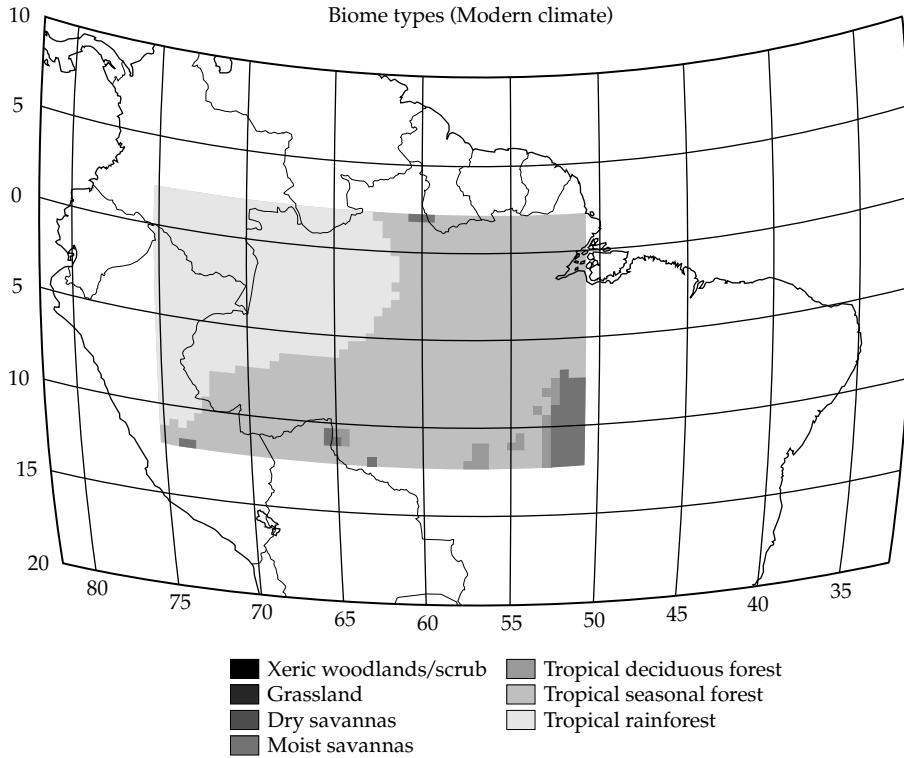 Biome types (Modern climate)
10
5
0
5
10
15
20
80
75
70
65
60
55
50
45
40
35
Xeric woodlands/scrub
Grassland
Dry savannas
Moist savannas
Tropical deciduous forest
Tropical seasonal forest
Tropical rainforest